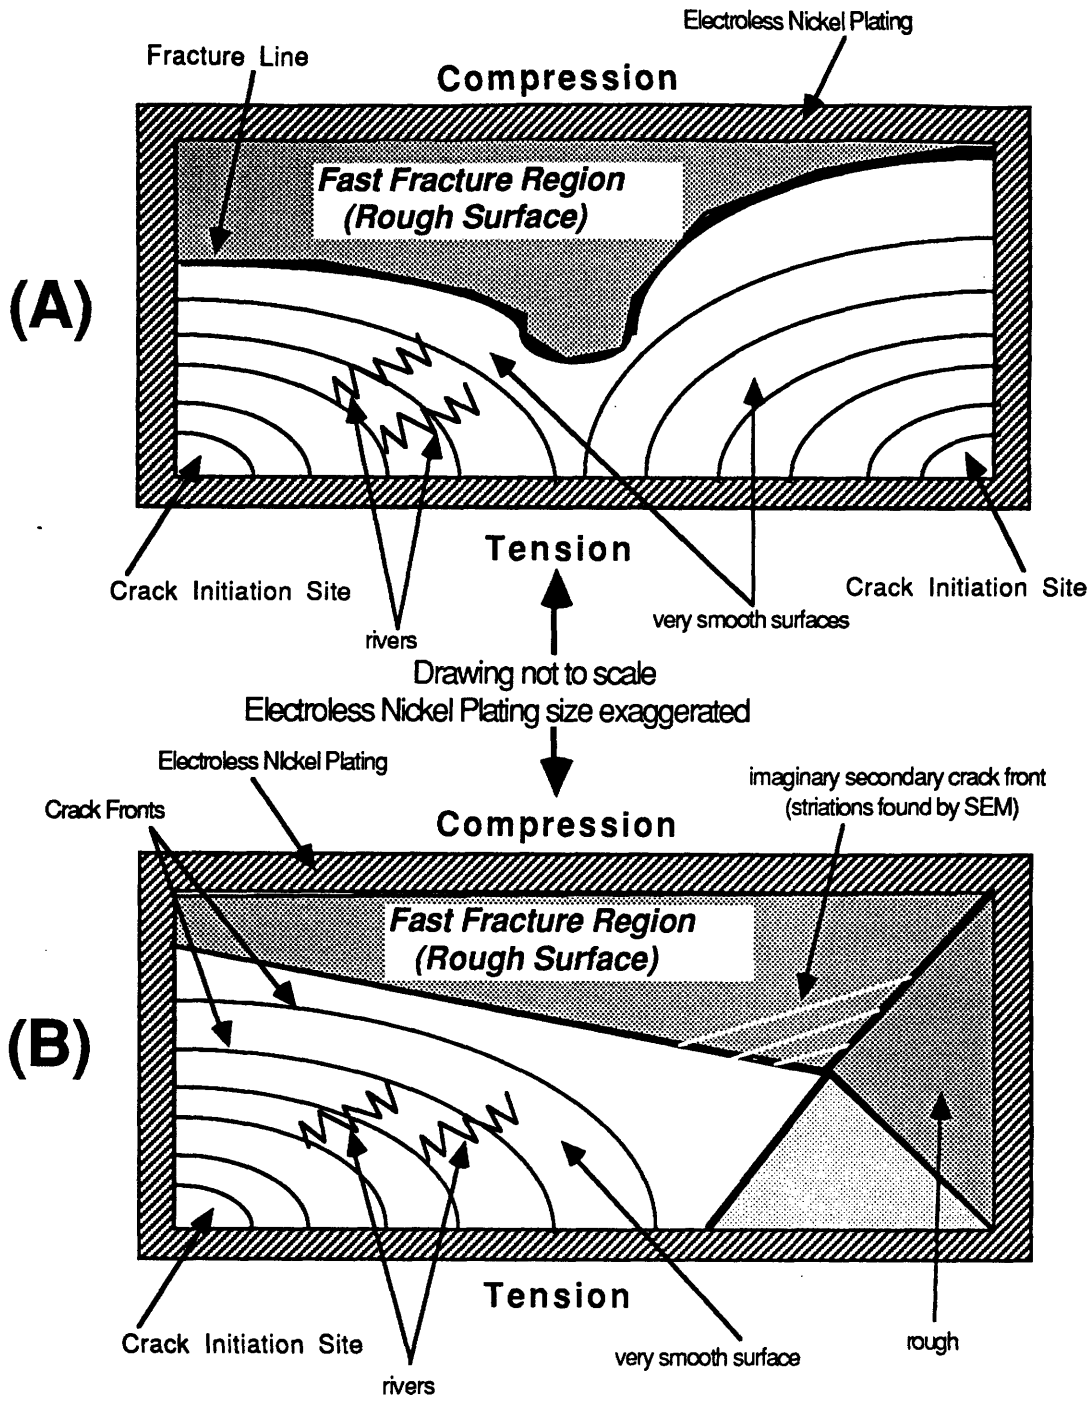 Electroless Nickel Plating
Fracture Line
Compression
Fast Fracture Region
(Rough Surface)
(A)
Tension
Crack Initiation Site
Crack Initiation Site
very smooth surfaces
rivers
Drawing not to scale
Electroless Nickel Plating size exaggerated
Electroless Nickel Plating
imaginary secondary crack front
(striations found by SEM)
Crack Fronts
Compression
Fast Fracture Region
(Rough Surface)
(B)
Tension
Crack Initiation Site
rough
very smooth surface
rivers